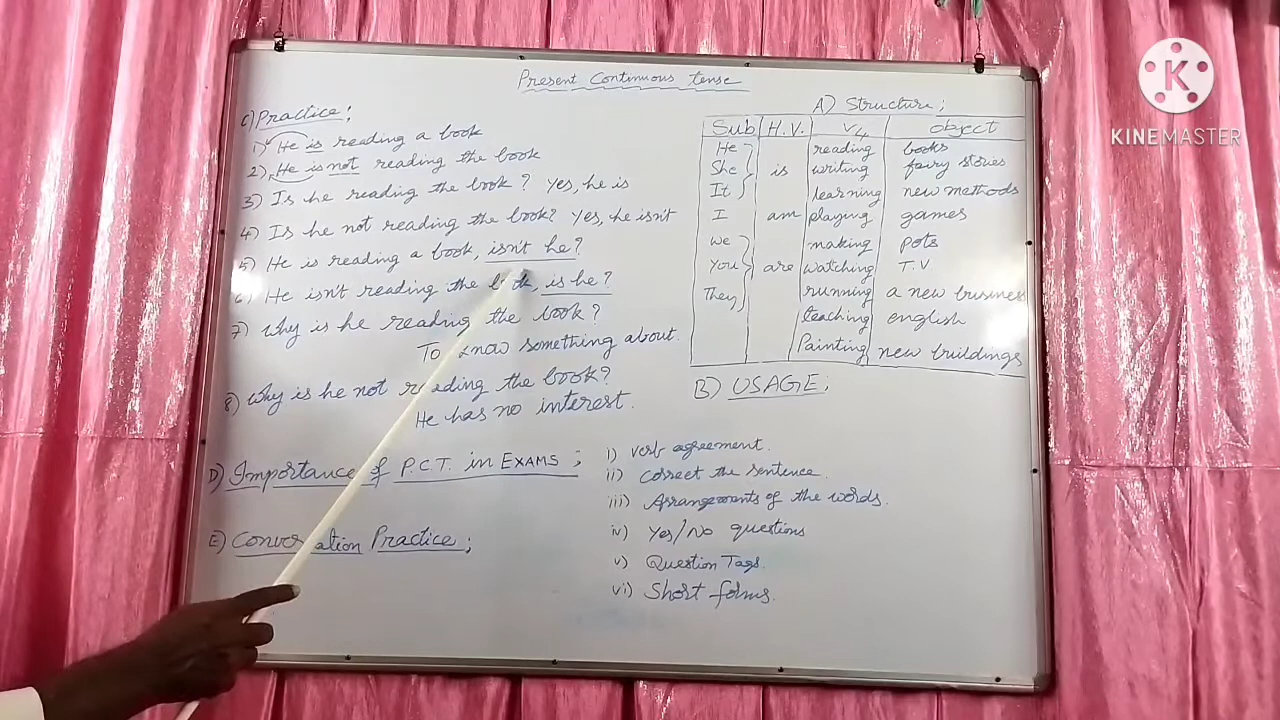 Present Continuous tense
C) Practice:
1) He is reading a book
2) He is not reading the book
3) Is he reading the book? Yes, he is
4) Is he not reading the book? Yes, he isn't
5) He is reading a book, isn't he?
6) He isn't reading the book, is he?
7) Why is he reading the book?
To know something about.
8) Why is he not reading the book?
He has no interest.
D) Importance of P.C.T. in EXAMS;
E) Conversation Practice;
A) Structure;
Sub H.V. V4 object
He reading books
She is writing fairy stories
It learning new methods
I am playing games
We making pots
You are watching T.V
They running a new business
teaching english
Painting new buildings
B) USAGE;
i) verb agreement.
ii) correct the sentence
iii) Arrangements of the words.
iv) Yes/No questions
v) Question Tags.
vi) Short forms.
K
KINEMASTER